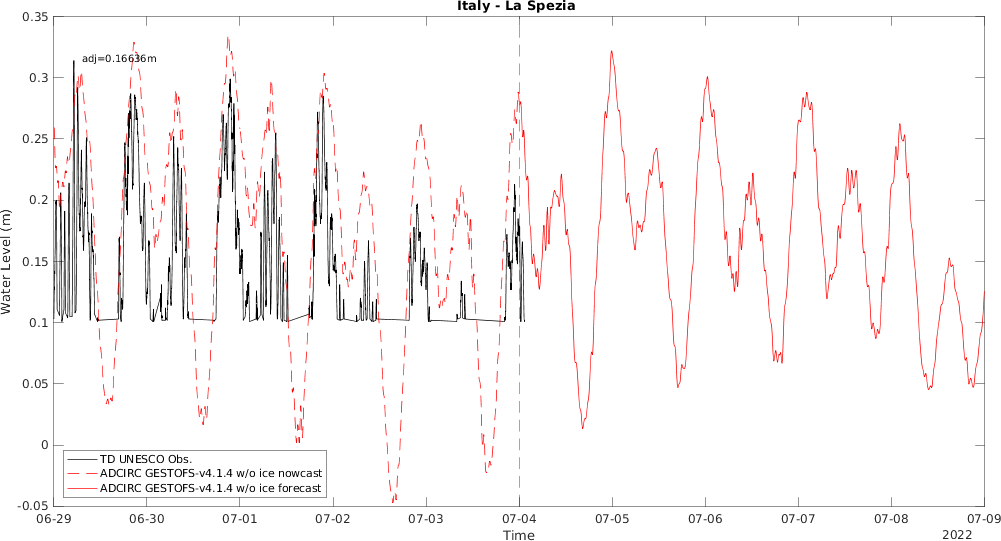 Italy - La Spezia
0.35
0.3
0.25
0.2
0.15
0.1
0.05
0
-0.05
Water Level (m)
adj=0.16636m
TD UNESCO Obs.
ADCIRC GESTOFS-v4.1.4 w/o ice nowcast
ADCIRC GESTOFS-v4.1.4 w/o ice forecast
06-29 06-30 07-01 07-02 07-03 07-04 07-05 07-06 07-07 07-08 07-09
Time
2022